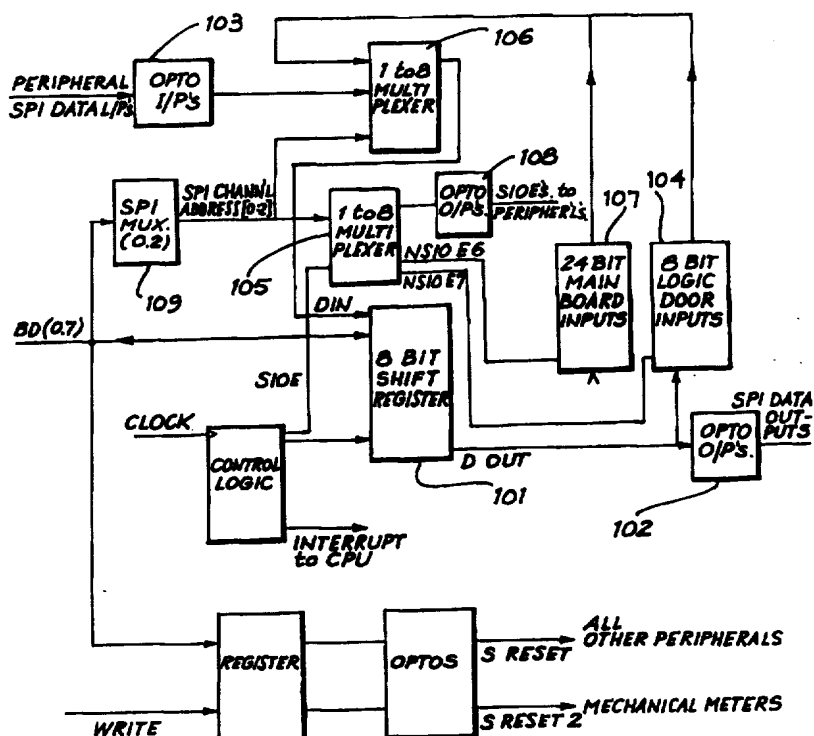 103
OPTO
I/P's
PERIPHERAL
SPI DATA L/P's
106
1 to 8
MULTI
PLEXER
SPI
MUX.
(0.2)
109
SPI CHANN'L
ADDRESS[0-2]
105
1 to 8
MULTI
PLEXER
108
OPTO
O/P's.
SIOE's. to
PERIPHER'LS.
NSIO E6
NSIO E7
107
24 BIT
MAIN
BOARD
INPUTS
104
8 BIT
LOGIC
DOOR
INPUTS
DIN
BD(0.7)
SIOE
8 BIT
SHIFT
REGISTER
101
D OUT
CLOCK
CONTROL
LOGIC
INTERRUPT
to CPU
SPI DATA
OUT-
PUTS
OPTO
O/P's.
102
REGISTER
WRITE
OPTOS
S RESET
ALL
OTHER PERIPHERALS
S RESET 2
MECHANICAL METERS